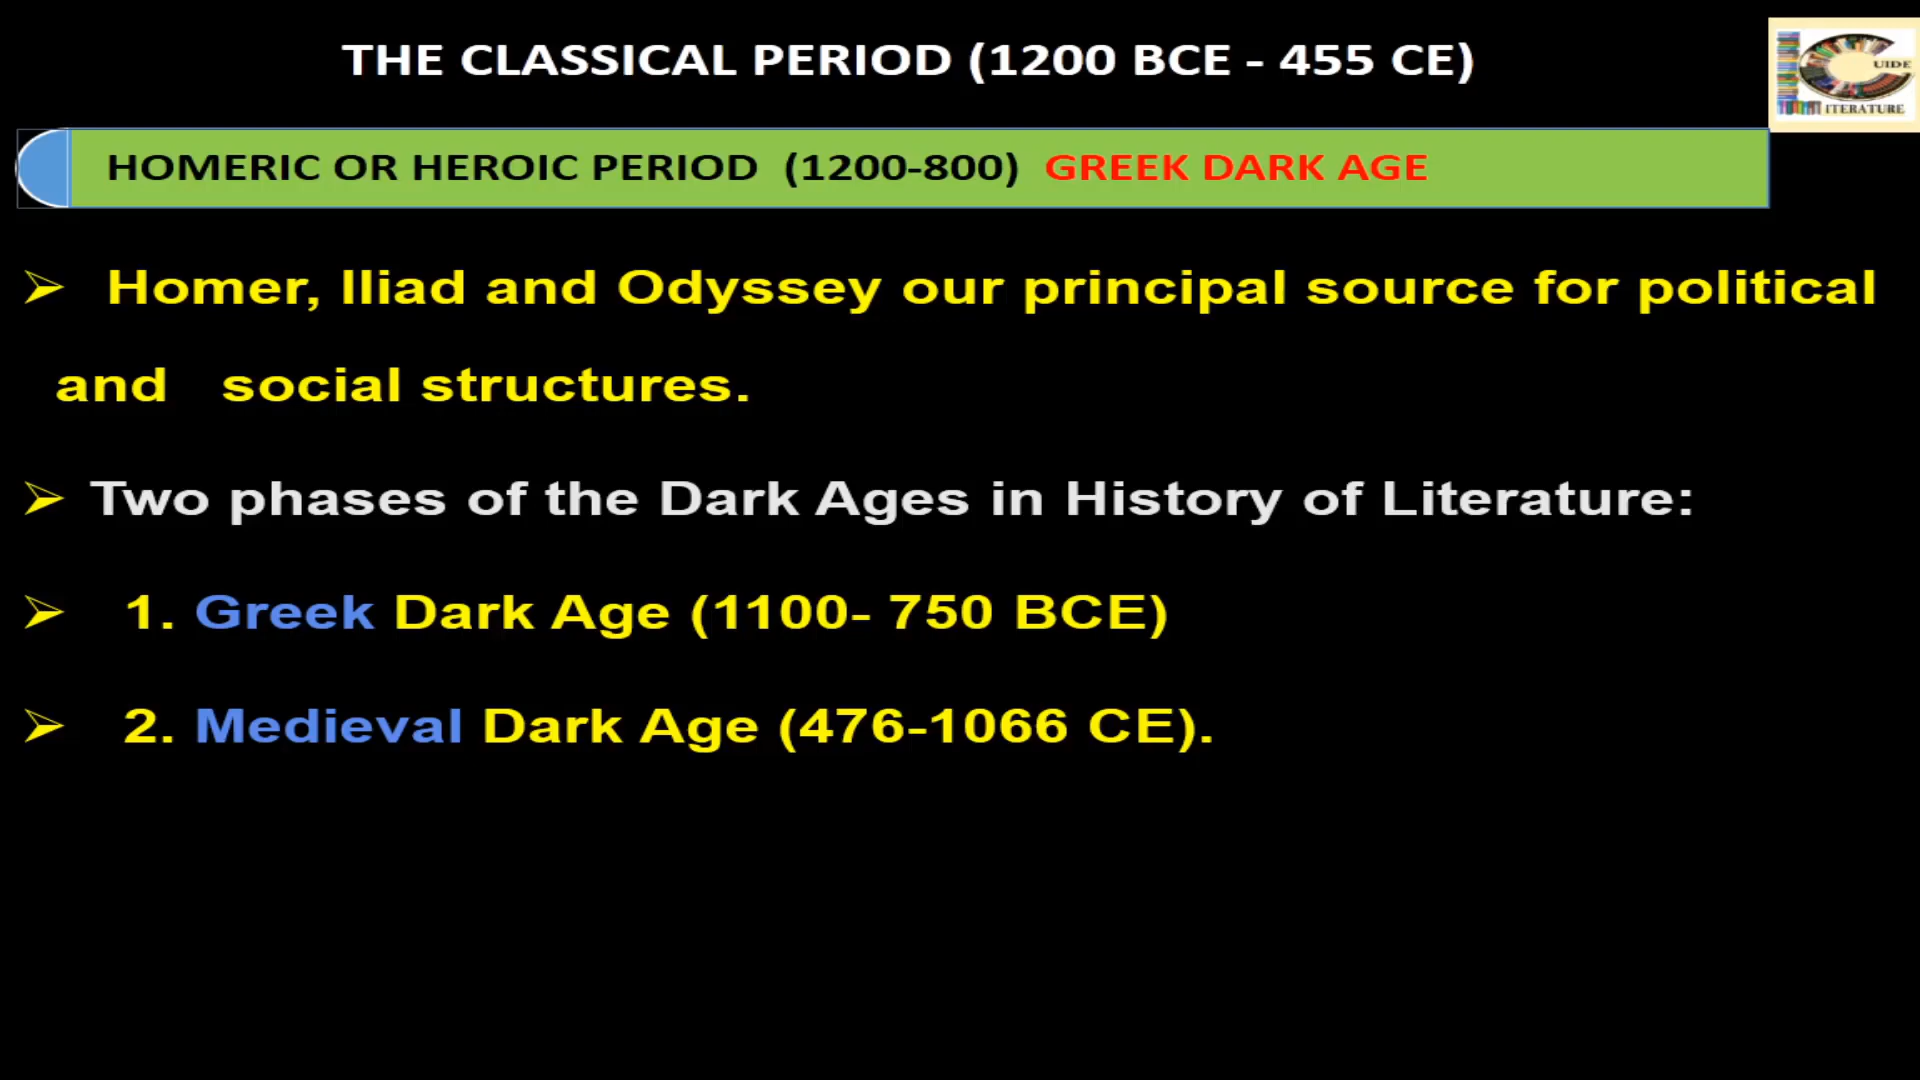 THE CLASSICAL PERIOD (1200 BCE - 455 CE)
UIDE
ITERATURE
HOMERIC OR HEROIC PERIOD (1200-800) GREEK DARK AGE
➢ Homer, Iliad and Odyssey our principal source for political
and social structures.
➢ Two phases of the Dark Ages in History of Literature:
➢ 1. Greek Dark Age (1100- 750 BCE)
➢ 2. Medieval Dark Age (476-1066 CE).